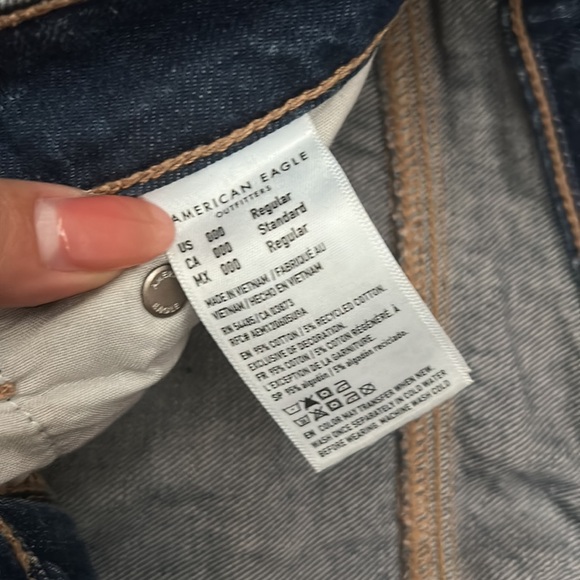 AMERICAN EAGLE
OUTFITTERS
US 000 Regular
CA 000 Standard
MX 000 Regular
MADE IN VIETNAM / FABRIQUÉ AU
VIETNAM / HECHO EN VIETNAM
RN 54485 / CA 03673
RFC# AEM120605UPA
EN 95% COTTON / 5% RECYCLED COTTON.
EXCLUSIVE OF DECORATION.
FR 95% COTON / 5% COTON RÉGÉNÉRÉ, À
L'EXCEPTION DE LA GARNITURE.
SP 95% algodón / 5% algodón reciclado.
EN COLOR MAY TRANSFER WHEN NEW.
WASH ONCE SEPARATELY IN COLD WATER
BEFORE WEARING. MACHINE WASH COLD
EAGLE